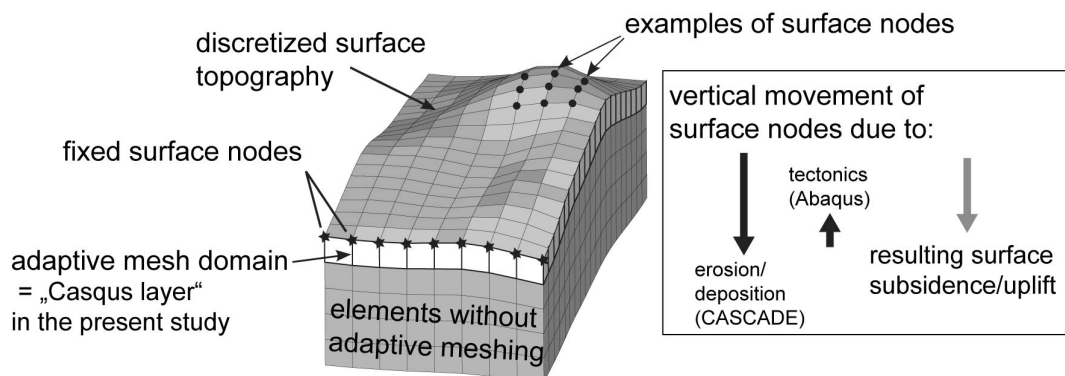 discretized surface
topography
examples of surface nodes
fixed surface nodes
adaptive mesh domain
= „Casqus layer“
in the present study
elements without
adaptive meshing
vertical movement of
surface nodes due to:
tectonics
(Abaqus)
erosion/
deposition
(CASCADE)
resulting surface
subsidence/uplift